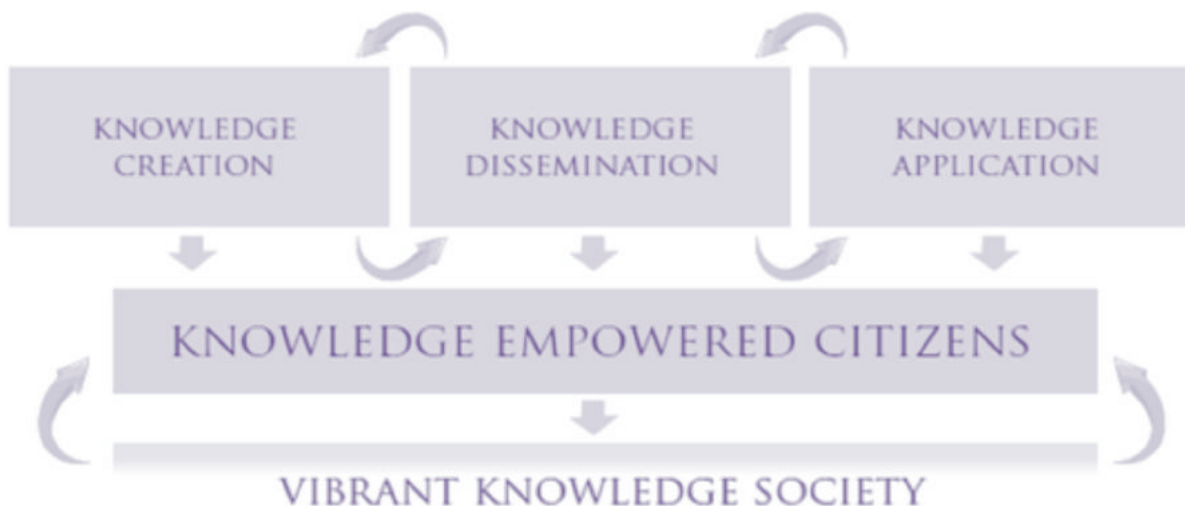 KNOWLEDGE
CREATION
KNOWLEDGE
DISSEMINATION
KNOWLEDGE
APPLICATION
KNOWLEDGE EMPOWERED CITIZENS
VIBRANT KNOWLEDGE SOCIETY